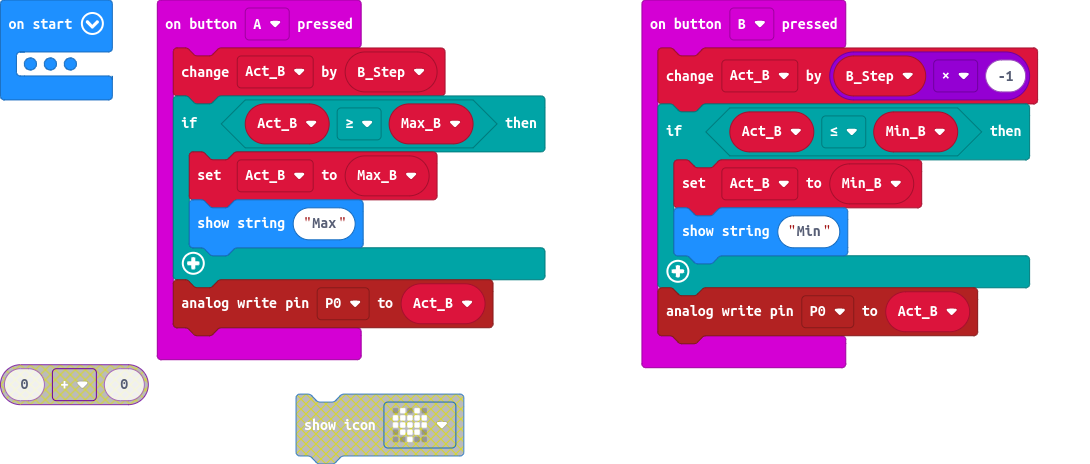 on start
on button A pressed
change Act_B by B_Step
if Act_B ≥ Max_B then
set Act_B to Max_B
show string "Max"
analog write pin P0 to Act_B
on button B pressed
change Act_B by B_Step × -1
if Act_B ≤ Min_B then
set Act_B to Min_B
show string "Min"
analog write pin P0 to Act_B
0 + 0
show icon